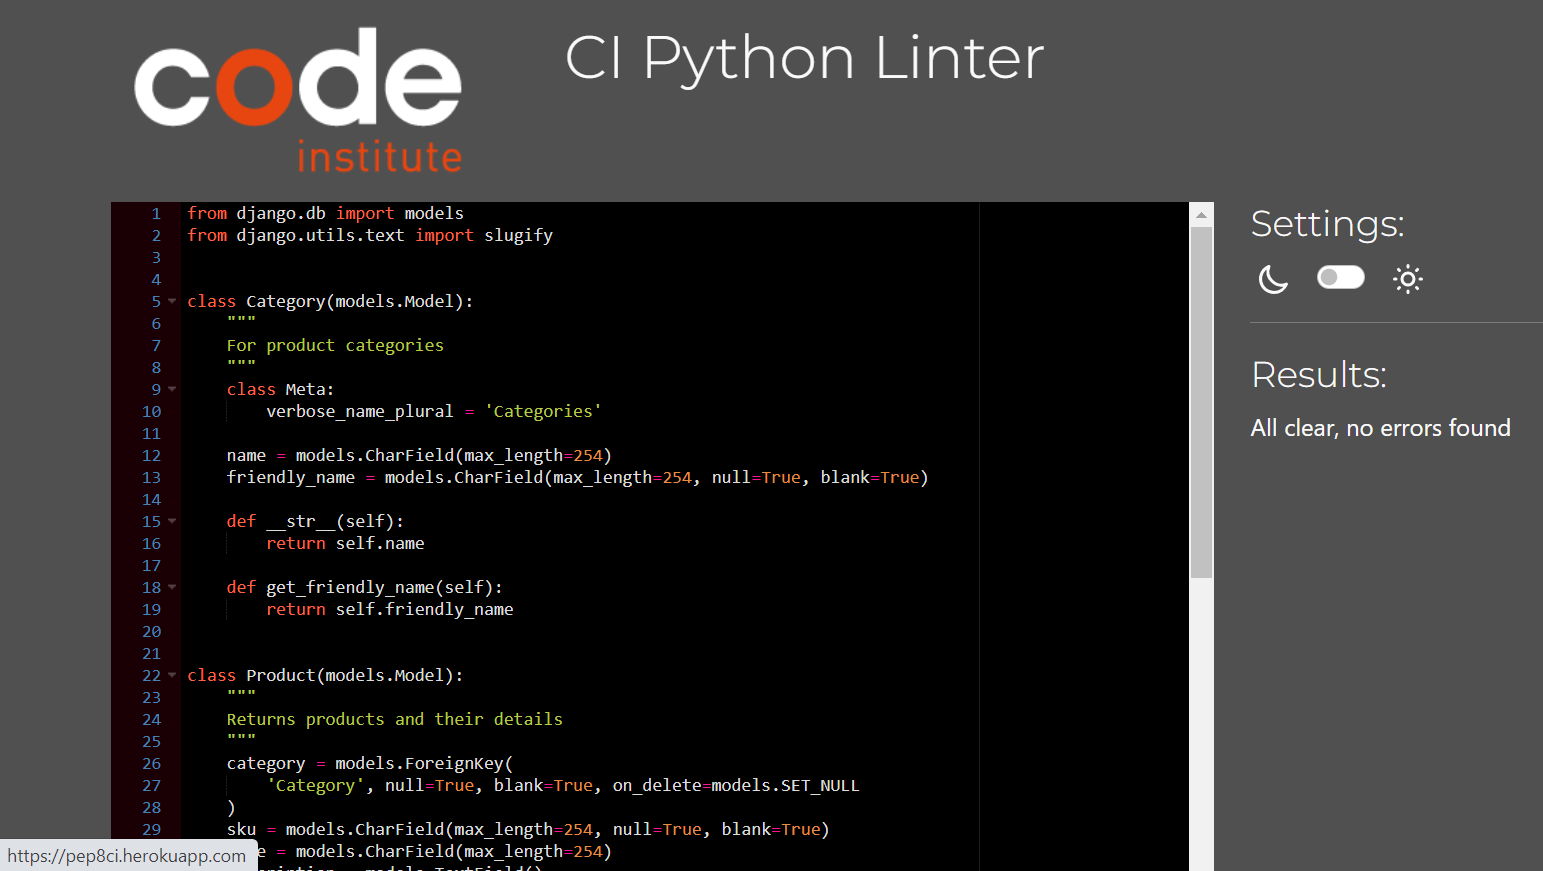 code
institute
CI Python Linter
1 from django.db import models
2 from django.utils.text import slugify
3
4
5 class Category(models.Model):
6     """
7     For product categories
8     """
9     class Meta:
10         verbose_name_plural = 'Categories'
11
12     name = models.CharField(max_length=254)
13     friendly_name = models.CharField(max_length=254, null=True, blank=True)
14
15     def __str__(self):
16         return self.name
17
18     def get_friendly_name(self):
19         return self.friendly_name
20
21
22 class Product(models.Model):
23     """
24     Returns products and their details
25     """
26     category = models.ForeignKey(
27         'Category', null=True, blank=True, on_delete=models.SET_NULL
28     )
29     sku = models.CharField(max_length=254, null=True, blank=True)
e = models.CharField(max_length=254)
= models.TextField()
https://pep8ci.herokuapp.com
Settings:
Results:
All clear, no errors found